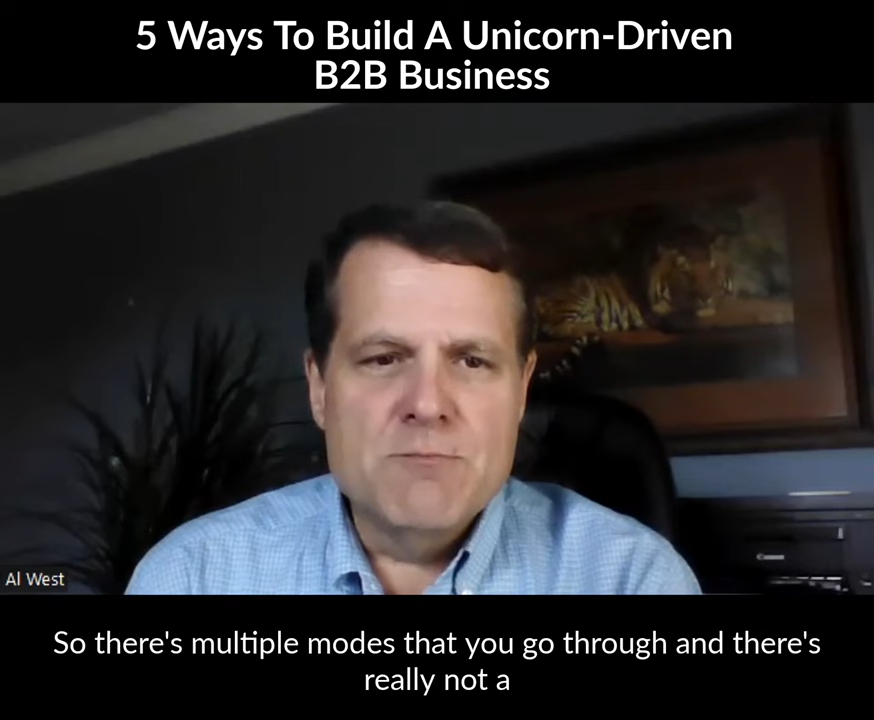 5 Ways To Build A Unicorn-Driven
B2B Business
Canon
Al West
So there's multiple modes that you go through and there's
really not a